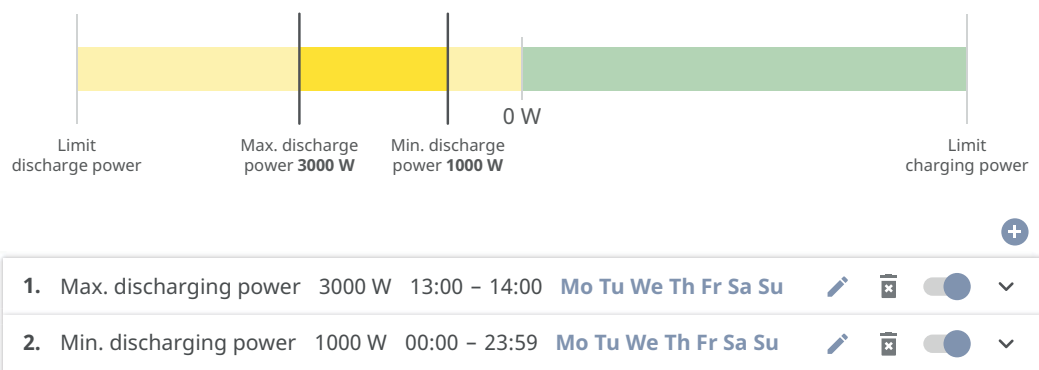 0 W
Limit
discharge power
Max. discharge
power 3000 W
Min. discharge
power 1000 W
Limit
charging power
1. Max. discharging power 3000 W 13:00 – 14:00 Mo Tu We Th Fr Sa Su
2. Min. discharging power 1000 W 00:00 – 23:59 Mo Tu We Th Fr Sa Su